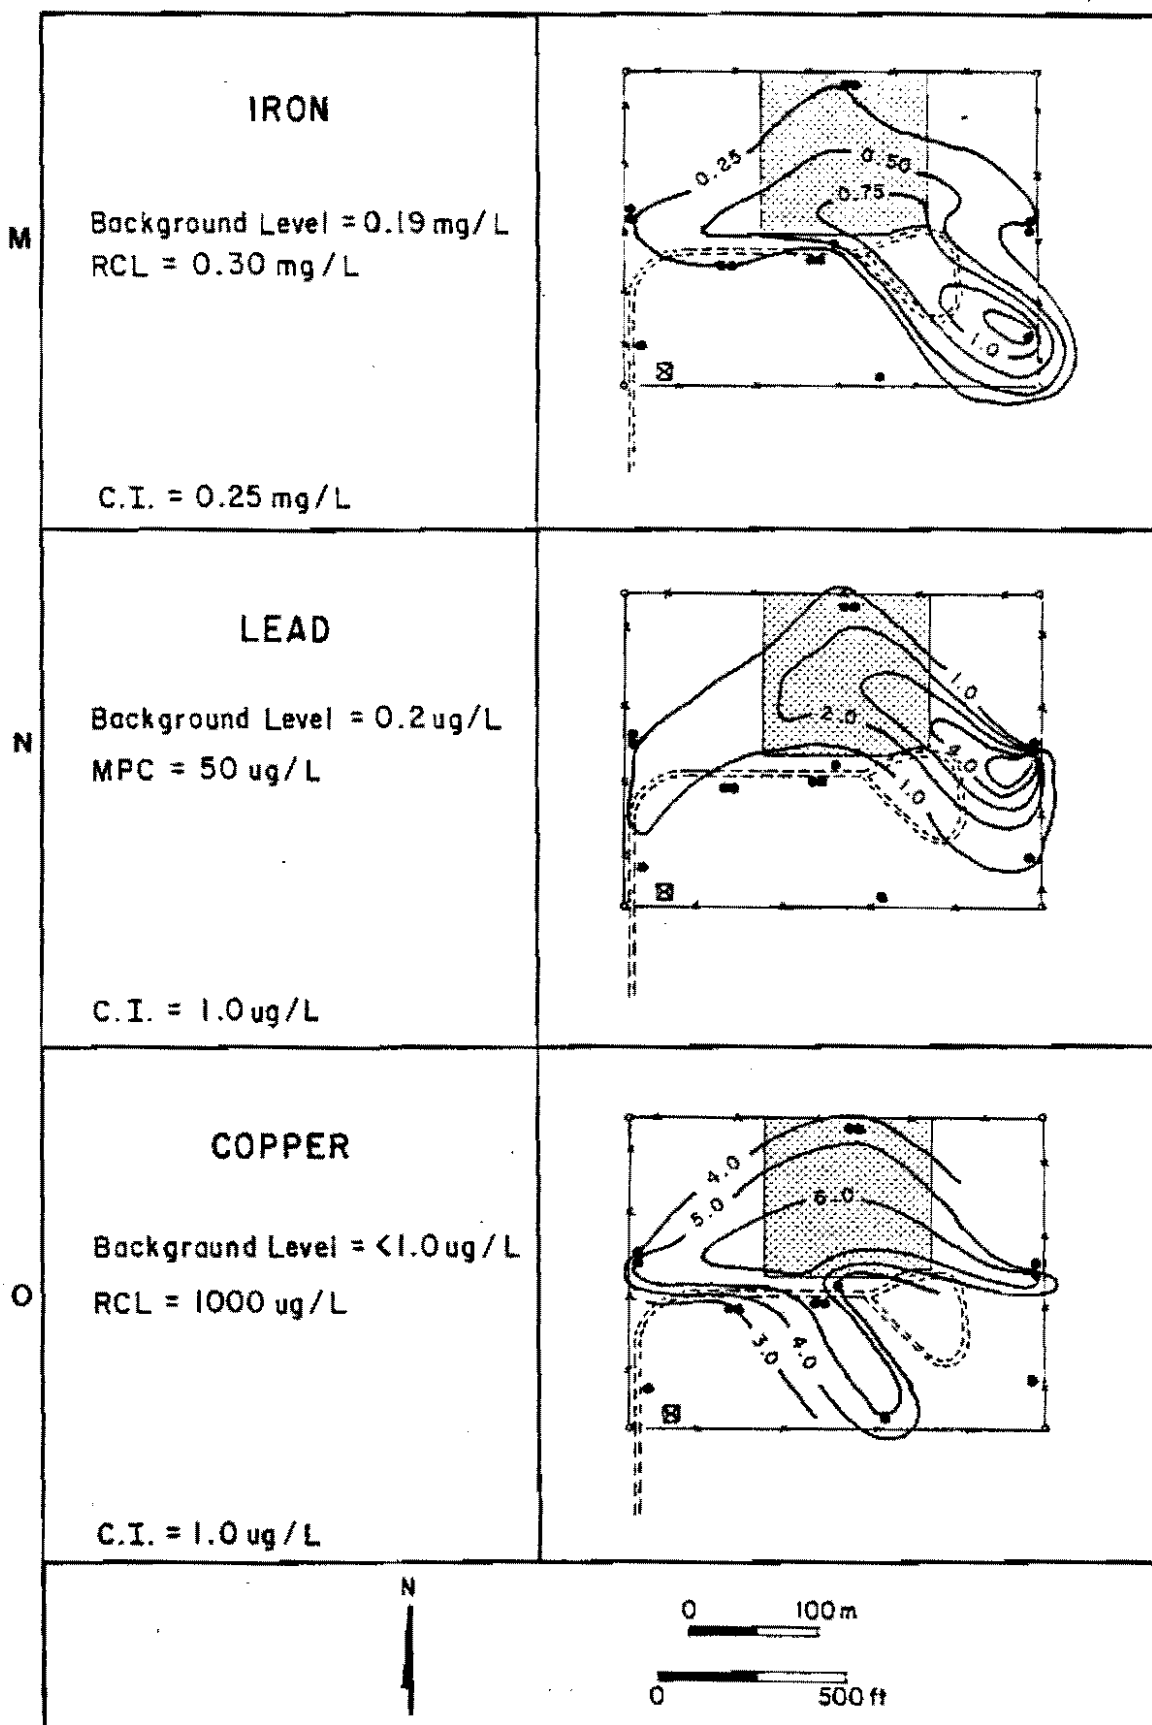 M
IRON
Background Level = 0.19 mg/L
RCL = 0.30 mg/L
C.I. = 0.25 mg/L
0.25
0.50
0.75
1.0
N
LEAD
Background Level = 0.2 ug/L
MPC = 50 ug/L
C.I. = 1.0 ug/L
1.0
2.0
4.0
1.0
O
COPPER
Background Level = <1.0 ug/L
RCL = 1000 ug/L
C.I. = 1.0 ug/L
4.0
5.0
6.0
3.0
4.0
N
0 100 m
0 500 ft